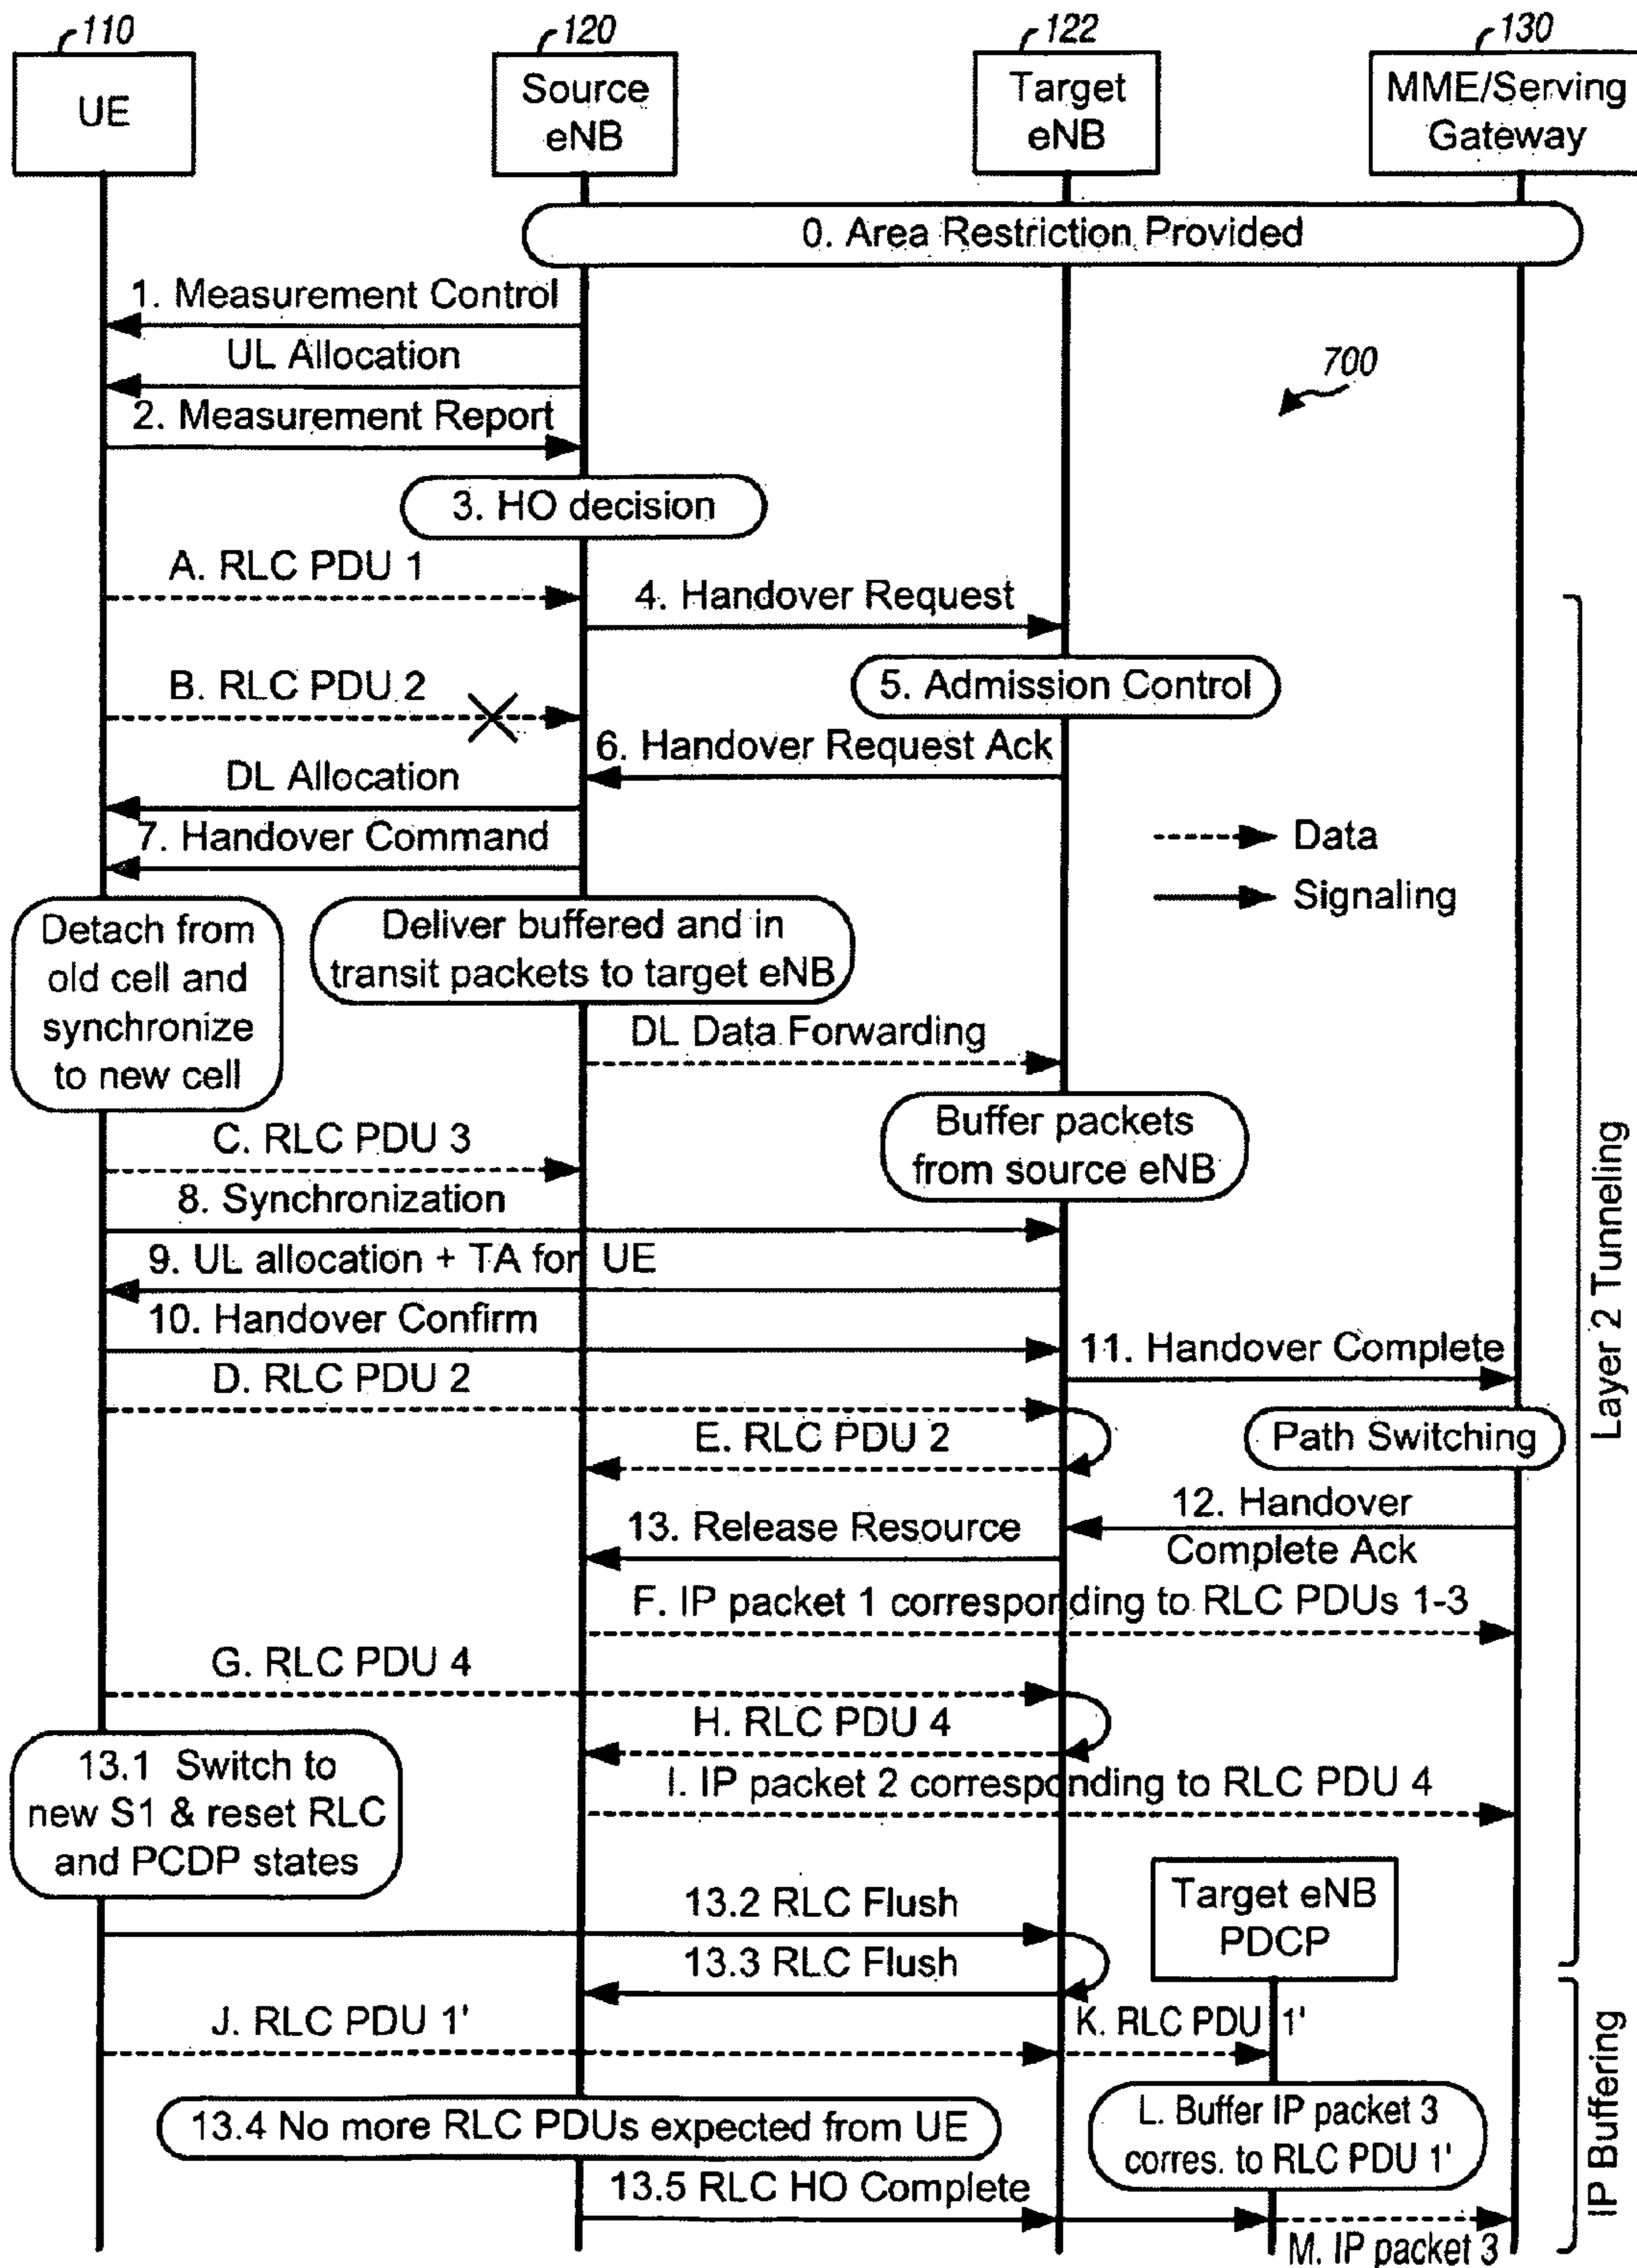 110
120
122
130
UE
Source
eNB
Target
eNB
MME/Serving
Gateway
0. Area Restriction Provided
1. Measurement Control
UL Allocation
700
2. Measurement Report
3. HO decision
A. RLC PDU 1
4. Handover Request
B. RLC PDU 2
5. Admission Control
6. Handover Request Ack
DL Allocation
7. Handover Command
Data
Signaling
Detach from
old cell and
synchronize
to new cell
Deliver buffered and in
transit packets to target eNB
DL Data Forwarding
Buffer packets
from source eNB
C. RLC PDU 3
8. Synchronization
9. UL allocation + TA for UE
10. Handover Confirm
11. Handover Complete
Layer 2 Tunneling
D. RLC PDU 2
E. RLC PDU 2
Path Switching
12. Handover
Complete Ack
13. Release Resource
F. IP packet 1 corresponding to RLC PDUs 1-3
G. RLC PDU 4
H. RLC PDU 4
13.1 Switch to
new S1 & reset RLC
and PCDP states
I. IP packet 2 corresponding to RLC PDU 4
13.2 RLC Flush
Target eNB
PDCP
13.3 RLC Flush
J. RLC PDU 1'
K. RLC PDU 1'
IP Buffering
13.4 No more RLC PDUs expected from UE
L. Buffer IP packet 3
corres. to RLC PDU 1'
13.5 RLC HO Complete
M. IP packet 3